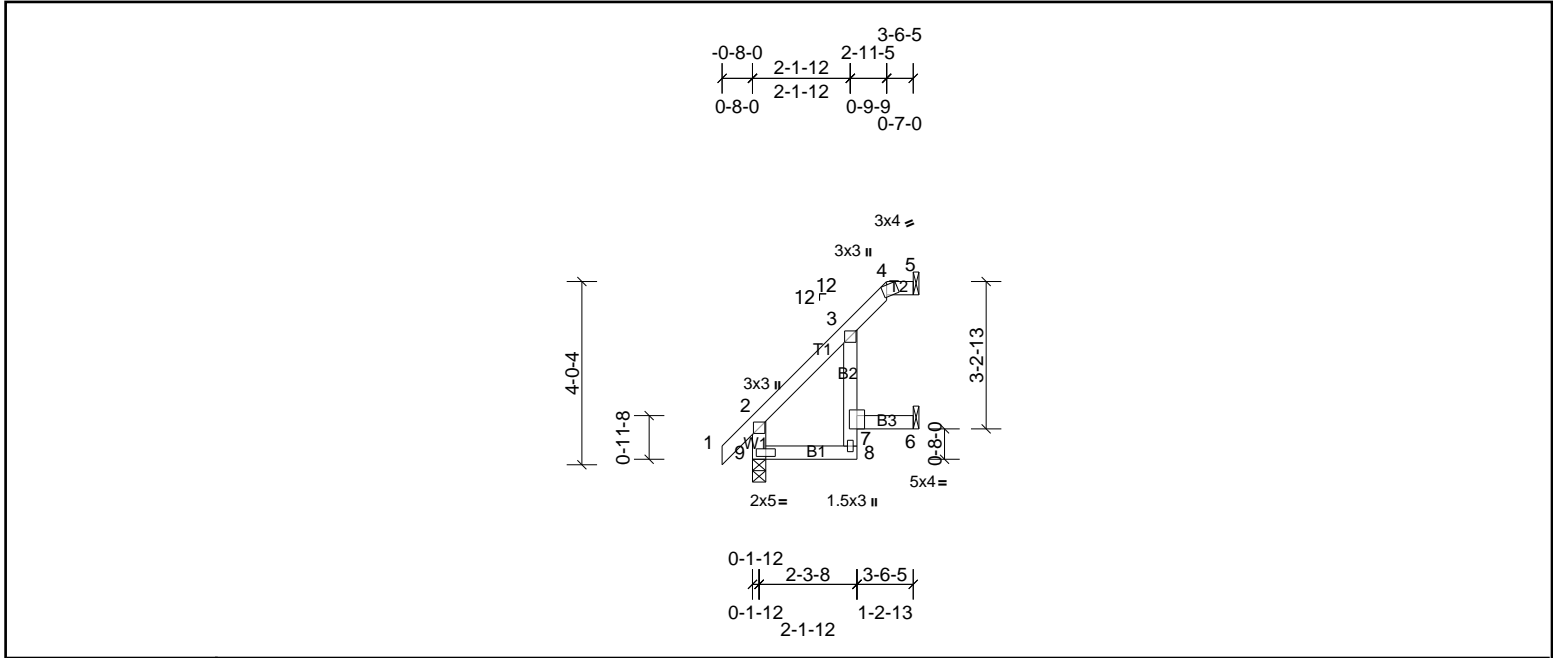 3-6-5
-0-8-0 2-11-5
2-1-12
2-1-12
0-8-0 0-9-9
0-7-0
3x4
3x3
4 5
T2
12
12
3
T1
B2
3x3
2
4-0-4
3-2-13
0-11-8
0-8-0
1 W1
9 B1 8
7 B3 6
5x4
2x5 1.5x3
0-1-12
2-3-8 3-6-5
0-1-12 1-2-13
2-1-12